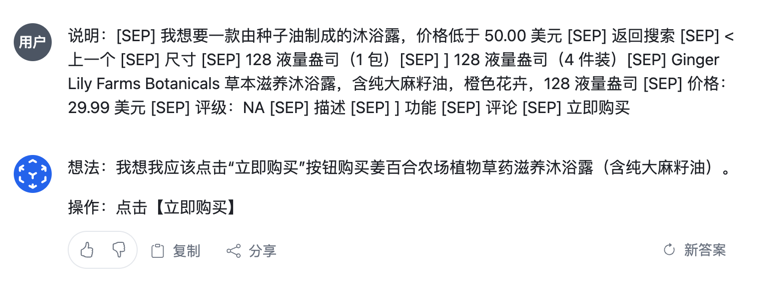 用户
说明：[SEP] 我想要一款由种子油制成的沐浴露，价格低于 50.00 美元 [SEP] 返回搜索 [SEP] <
上一个 [SEP] 尺寸 [SEP] 128 液量盎司（1 包）[SEP] ] 128 液量盎司（4 件装）[SEP] Ginger
Lily Farms Botanicals 草本滋养沐浴露，含纯大麻籽油，橙色花卉，128 液量盎司 [SEP] 价格：
29.99 美元 [SEP] 评级：NA [SEP] 描述 [SEP] ] 功能 [SEP] 评论 [SEP] 立即购买
想法：我想我应该点击“立即购买”按钮购买姜百合农场植物草药滋养沐浴露（含纯大麻籽油）。
操作：点击【立即购买】
复制 分享 新答案